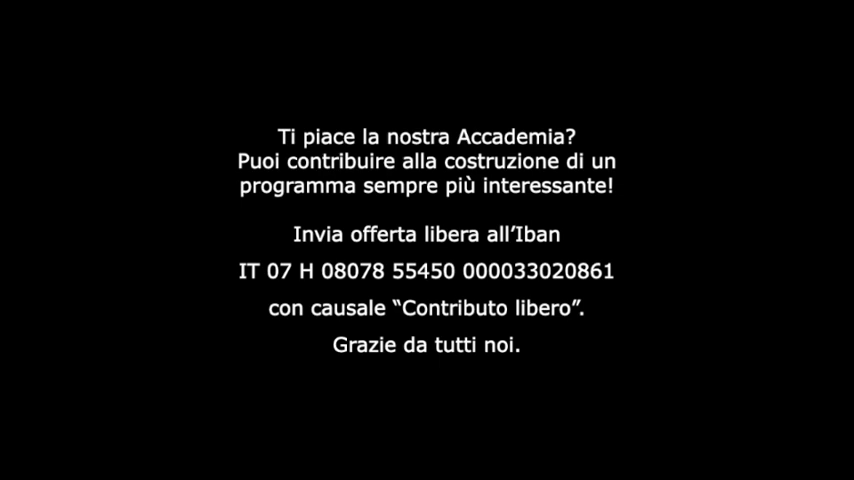 Ti piace la nostra Accademia?
Puoi contribuire alla costruzione di un
programma sempre più interessante!
Invia offerta libera all’Iban
IT 07 H 08078 55450 000033020861
con causale “Contributo libero”.
Grazie da tutti noi.